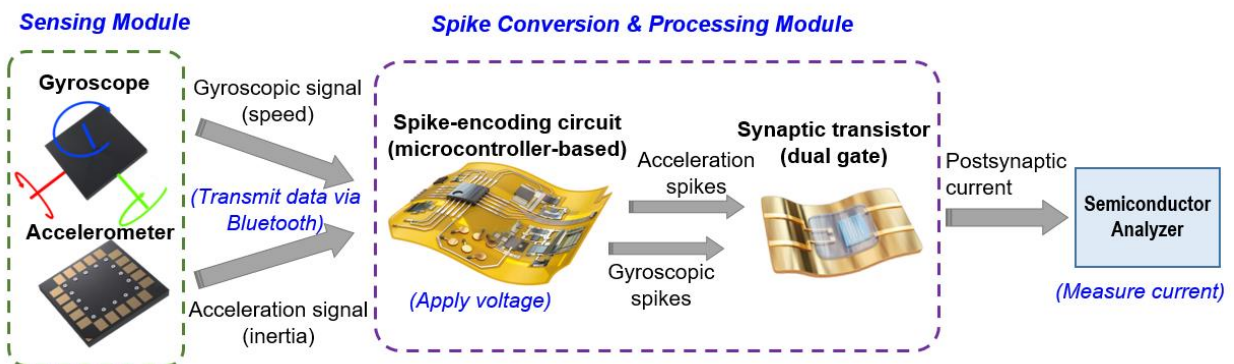 Sensing Module
Spike Conversion & Processing Module
Gyroscope
Gyroscopic signal
(speed)
(Transmit data via
Bluetooth)
Accelerometer
Acceleration signal
(inertia)
Spike-encoding circuit
(microcontroller-based)
(Apply voltage)
Acceleration
spikes
Gyroscopic
spikes
Synaptic transistor
(dual gate)
Postsynaptic
current
Semiconductor
Analyzer
(Measure current)